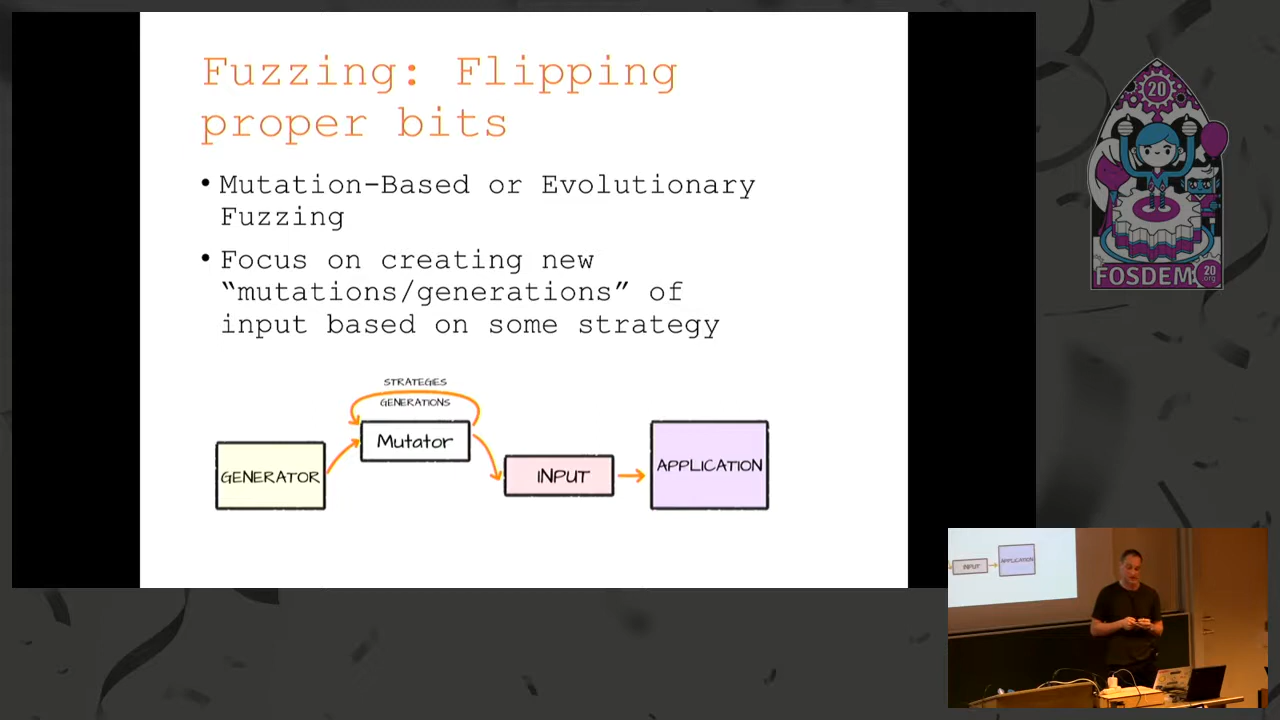 Fuzzing: Flipping
proper bits
• Mutation-Based or Evolutionary
Fuzzing
• Focus on creating new
“mutations/generations” of
input based on some strategy
STRATEGIES
GENERATIONS
Mutator
GENERATOR
INPUT
APPLICATION
20
FOSDEM 20
.org
INPUT
APPLICATION